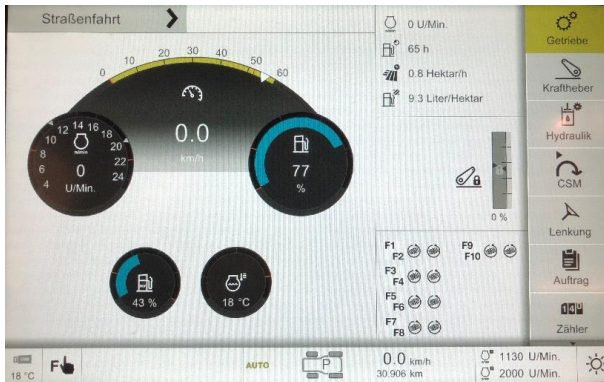 Straßenfahrt
0 10 20 30 40 50 60
0.0
km/h
4 6 8 10 12 14 16 18 20 22 24
0
U/Min.
77
%
43 %
18 °C
0 U/Min.
65 h
0.8 Hektar/h
9.3 Liter/Hektar
0 %
F1
F2
F3
F4
F5
F6
F7
F8
F9
F10
Getriebe
Kraftheber
Hydraulik
CSM
Lenkung
Auftrag
Zähler
18 °C
F
AUTO
P
0.0 km/h
30.906 km
1130 U/Min.
2000 U/Min.